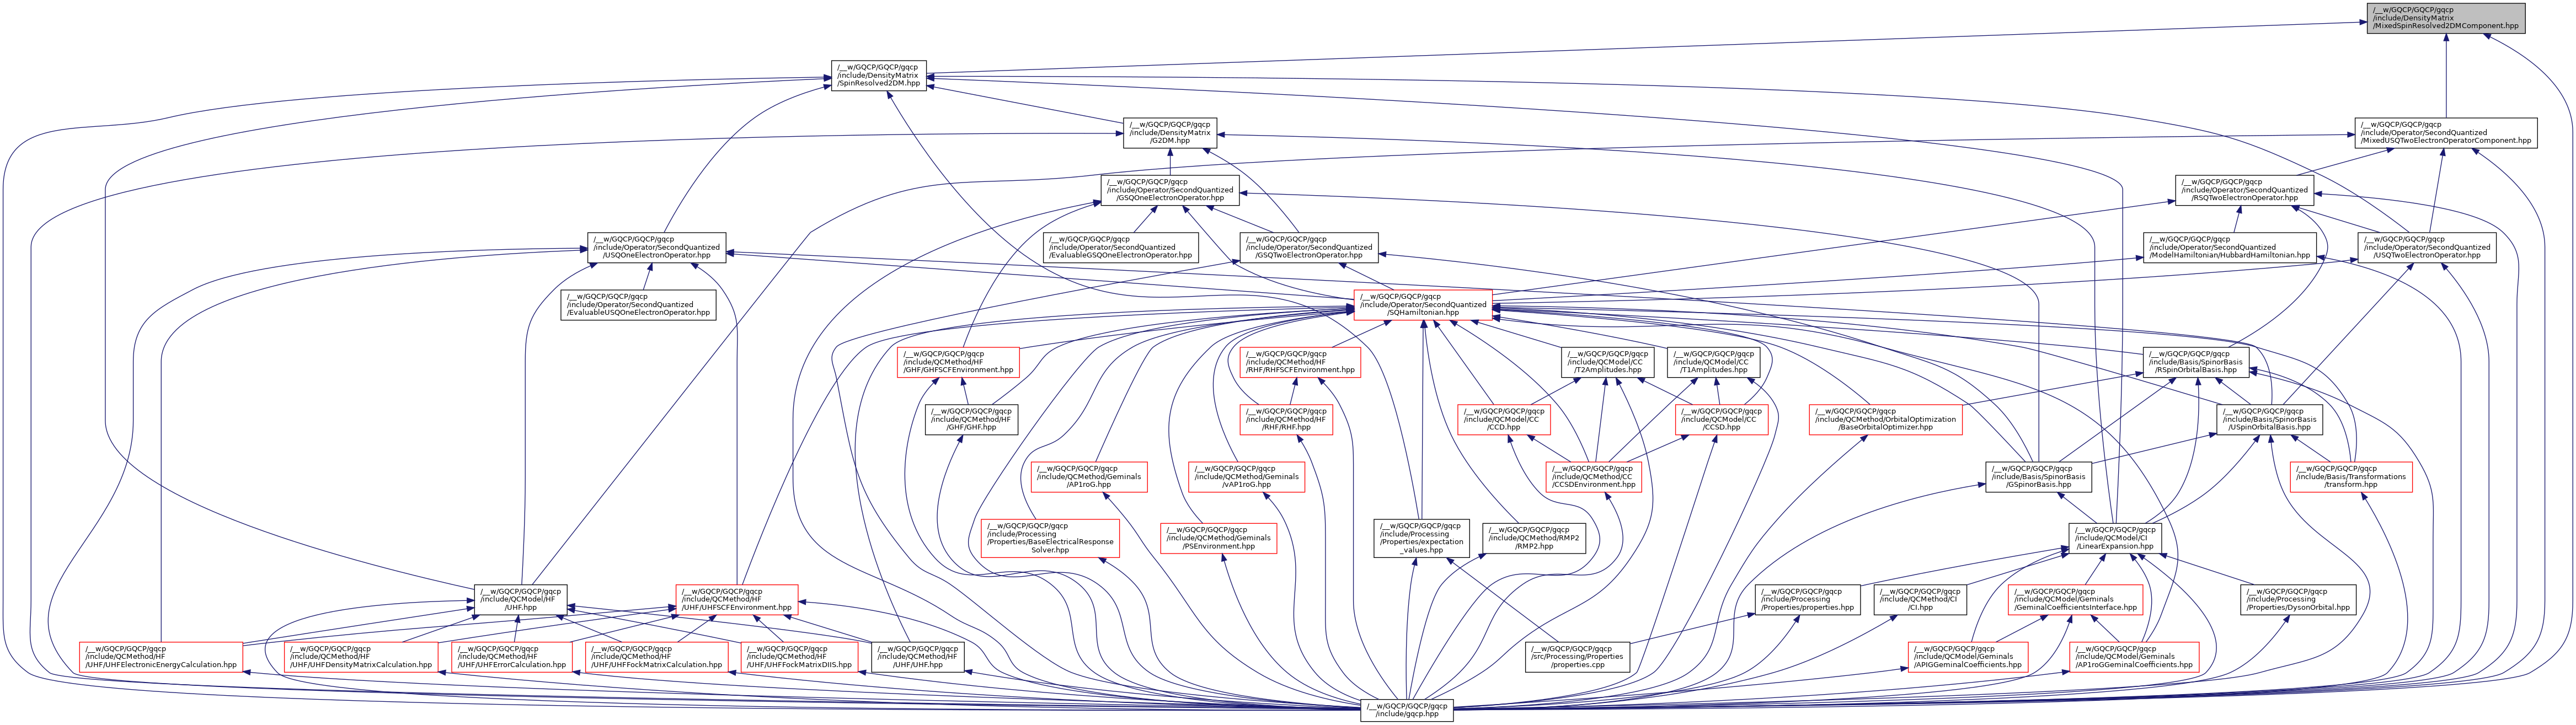 /__w/GQCP/GQCP/gqcp
/include/DensityMatrix
/MixedSpinResolved2DMComponent.hpp
/__w/GQCP/GQCP/gqcp
/include/DensityMatrix
/SpinResolved2DM.hpp
/__w/GQCP/GQCP/gqcp
/include/DensityMatrix
/G2DM.hpp
/__w/GQCP/GQCP/gqcp
/include/Operator/SecondQuantized
/MixedUSQTwoElectronOperatorComponent.hpp
/__w/GQCP/GQCP/gqcp
/include/Operator/SecondQuantized
/GSQOneElectronOperator.hpp
/__w/GQCP/GQCP/gqcp
/include/Operator/SecondQuantized
/RSQTwoElectronOperator.hpp
/__w/GQCP/GQCP/gqcp
/include/Operator/SecondQuantized
/USQOneElectronOperator.hpp
/__w/GQCP/GQCP/gqcp
/include/Operator/SecondQuantized
/EvaluableGSQOneElectronOperator.hpp
/__w/GQCP/GQCP/gqcp
/include/Operator/SecondQuantized
/GSQTwoElectronOperator.hpp
/__w/GQCP/GQCP/gqcp
/include/Operator/SecondQuantized
/ModelHamiltonian/HubbardHamiltonian.hpp
/__w/GQCP/GQCP/gqcp
/include/Operator/SecondQuantized
/USQTwoElectronOperator.hpp
/__w/GQCP/GQCP/gqcp
/include/Operator/SecondQuantized
/EvaluableUSQOneElectronOperator.hpp
/__w/GQCP/GQCP/gqcp
/include/Operator/SecondQuantized
/SQHamiltonian.hpp
/__w/GQCP/GQCP/gqcp
/include/QCMethod/HF
/GHF/GHFSCFEnvironment.hpp
/__w/GQCP/GQCP/gqcp
/include/QCMethod/HF
/RHF/RHFSCFEnvironment.hpp
/__w/GQCP/GQCP/gqcp
/include/QCModel/CC
/T2Amplitudes.hpp
/__w/GQCP/GQCP/gqcp
/include/QCModel/CC
/T1Amplitudes.hpp
/__w/GQCP/GQCP/gqcp
/include/Basis/SpinorBasis
/RSpinOrbitalBasis.hpp
/__w/GQCP/GQCP/gqcp
/include/QCMethod/HF
/GHF/GHF.hpp
/__w/GQCP/GQCP/gqcp
/include/QCMethod/HF
/RHF/RHF.hpp
/__w/GQCP/GQCP/gqcp
/include/QCModel/CC
/CCD.hpp
/__w/GQCP/GQCP/gqcp
/include/QCModel/CC
/CCSD.hpp
/__w/GQCP/GQCP/gqcp
/include/QCMethod/OrbitalOptimization
/BaseOrbitalOptimizer.hpp
/__w/GQCP/GQCP/gqcp
/include/Basis/SpinorBasis
/USpinOrbitalBasis.hpp
/__w/GQCP/GQCP/gqcp
/include/QCMethod/Geminals
/AP1roG.hpp
/__w/GQCP/GQCP/gqcp
/include/QCMethod/Geminals
/vAP1roG.hpp
/__w/GQCP/GQCP/gqcp
/include/QCMethod/CC
/CCSDEnvironment.hpp
/__w/GQCP/GQCP/gqcp
/include/Basis/SpinorBasis
/GSpinorBasis.hpp
/__w/GQCP/GQCP/gqcp
/include/Basis/Transformations
/transform.hpp
/__w/GQCP/GQCP/gqcp
/include/Processing
/Properties/BaseElectricalResponse
Solver.hpp
/__w/GQCP/GQCP/gqcp
/include/QCMethod/Geminals
/PSEnvironment.hpp
/__w/GQCP/GQCP/gqcp
/include/Processing
/Properties/expectation
_values.hpp
/__w/GQCP/GQCP/gqcp
/include/QCMethod/RMP2
/RMP2.hpp
/__w/GQCP/GQCP/gqcp
/include/QCModel/CI
/LinearExpansion.hpp
/__w/GQCP/GQCP/gqcp
/include/QCModel/HF
/UHF.hpp
/__w/GQCP/GQCP/gqcp
/include/QCMethod/HF
/UHF/UHFSCFEnvironment.hpp
/__w/GQCP/GQCP/gqcp
/include/Processing
/Properties/properties.hpp
/__w/GQCP/GQCP/gqcp
/include/QCMethod/CI
/CI.hpp
/__w/GQCP/GQCP/gqcp
/include/QCModel/Geminals
/GeminalCoefficientsInterface.hpp
/__w/GQCP/GQCP/gqcp
/include/Processing
/Properties/DysonOrbital.hpp
/__w/GQCP/GQCP/gqcp
/include/QCMethod/HF
/UHF/UHFElectronicEnergyCalculation.hpp
/__w/GQCP/GQCP/gqcp
/include/QCMethod/HF
/UHF/UHFDensityMatrixCalculation.hpp
/__w/GQCP/GQCP/gqcp
/include/QCMethod/HF
/UHF/UHFErrorCalculation.hpp
/__w/GQCP/GQCP/gqcp
/include/QCMethod/HF
/UHF/UHFFockMatrixCalculation.hpp
/__w/GQCP/GQCP/gqcp
/include/QCMethod/HF
/UHF/UHFFockMatrixDIIS.hpp
/__w/GQCP/GQCP/gqcp
/include/QCMethod/HF
/UHF/UHF.hpp
/__w/GQCP/GQCP/gqcp
/src/Processing/Properties
/properties.cpp
/__w/GQCP/GQCP/gqcp
/include/QCModel/Geminals
/APIGGeminalCoefficients.hpp
/__w/GQCP/GQCP/gqcp
/include/QCModel/Geminals
/AP1roGGeminalCoefficients.hpp
/__w/GQCP/GQCP/gqcp
/include/gqcp.hpp